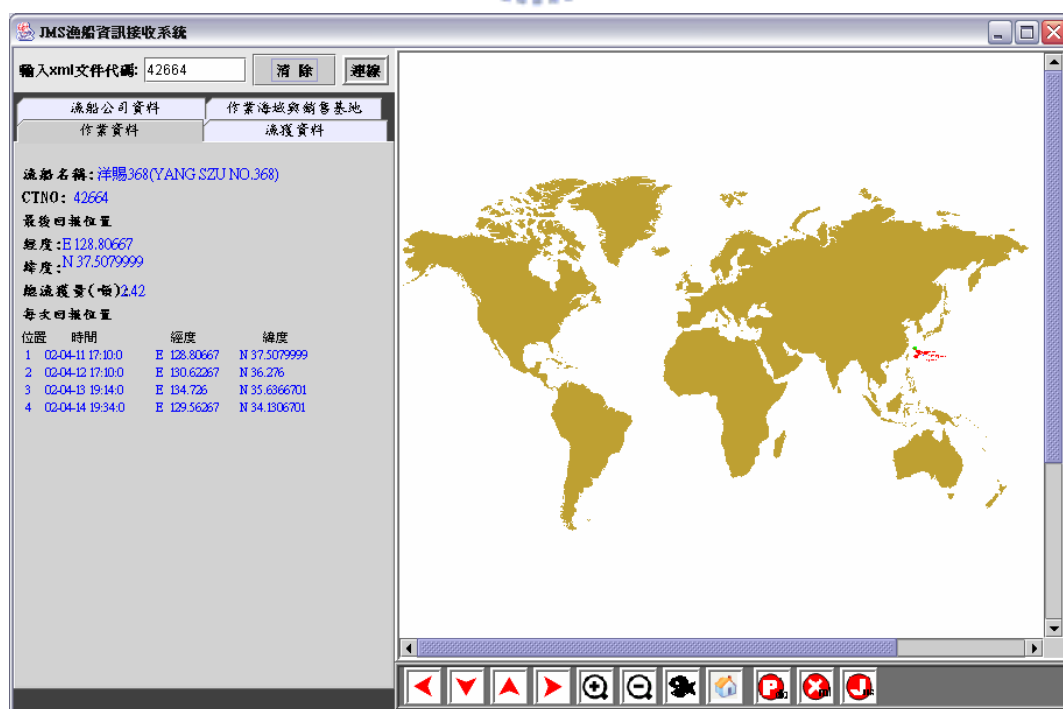 JMS漁船資訊接收系統
輸入xml文件代碼: 42664 清 除 連線
漁船公司資料 作業海域與銷售基地
作業資料 漁獲資料
漁船名稱: 洋賜368(YANG SZU NO.368)
CTNO: 42664
最後回報位置
經度:E 128.80667
緯度:N 37.5079999
總漁獲量(噸)2.42
每次回報位置
位置 時間 經度 緯度
1 02-04-11 17:10:0 E 128.80667 N 37.5079999
2 02-04-12 17:10:0 E 130.62267 N 36.276
3 02-04-13 19:14:0 E 134.726 N 35.6366701
4 02-04-14 19:34:0 E 129.56267 N 34.1306701